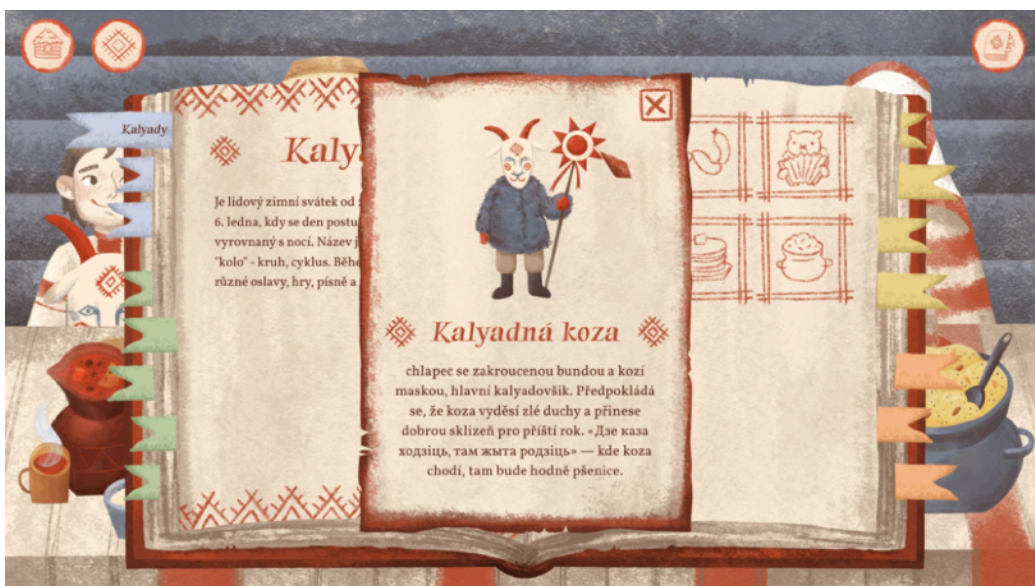 Kalyady
Kaly
Je lidový zimní svátek od
6. ledna, kdy se den postu
vyrovnaný s nocí. Název j
"kolo" - kruh, cyklus. Běhe
různé oslavy, hry, písně a
Kalyadná koza
chlapec se zakroucenou bundou a kozí
maskou, hlavní kalyadovšik. Předpokládá
se, že koza vyděsí zlé duchy a přinese
dobrou sklizeň pro příští rok. «Дзе каза
ходзіць, там жыта родзіць» — kde koza
chodí, tam bude hodně pšenice.